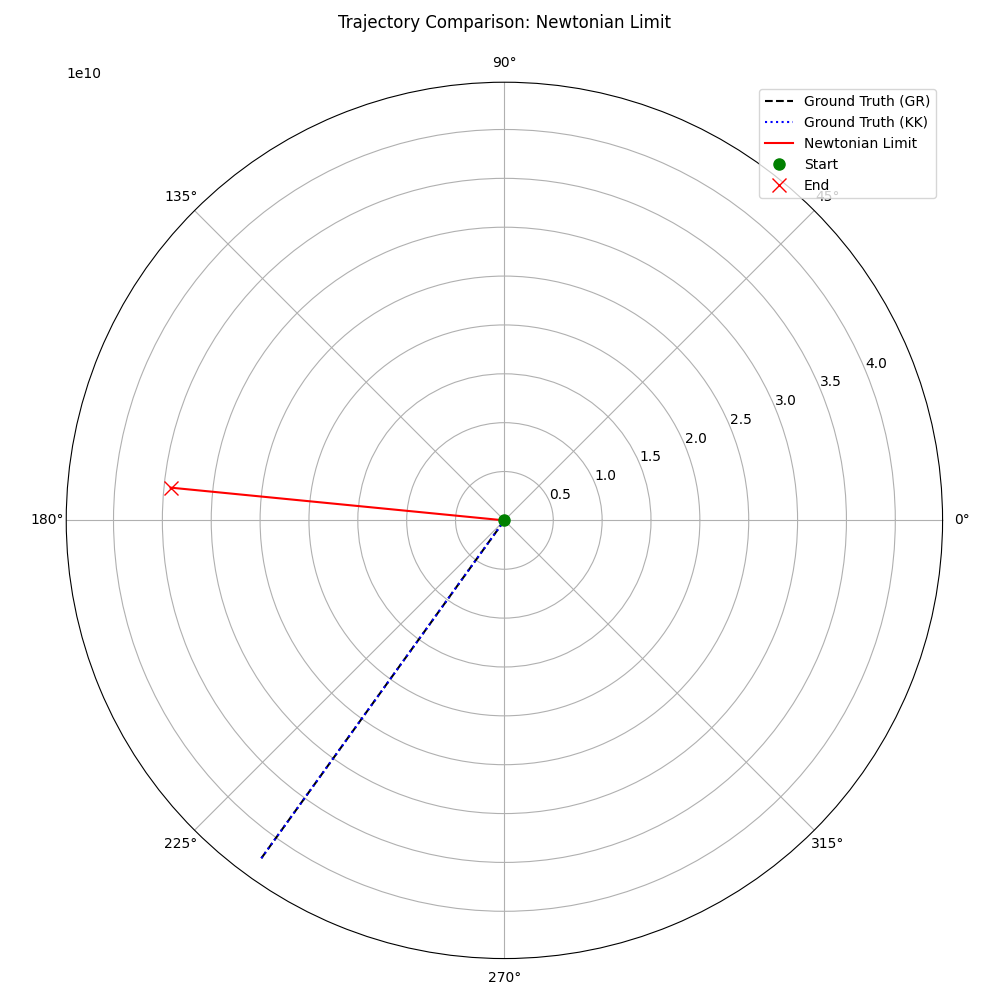 Trajectory Comparison: Newtonian Limit
1e10
90°
Ground Truth (GR)
Ground Truth (KK)
Newtonian Limit
Start
End
135°
45°
4.0
3.5
3.0
2.5
2.0
1.5
1.0
0.5
180°
0°
225°
315°
270°